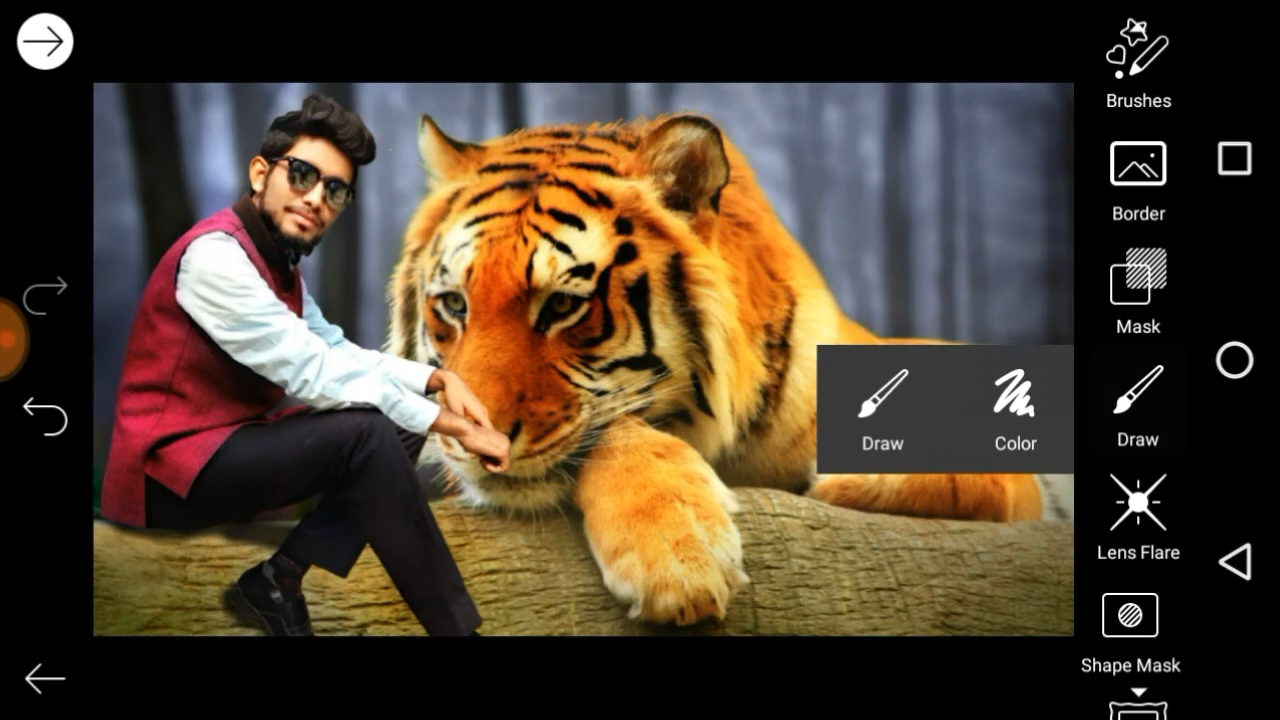 Brushes
Border
Mask
Draw
Color
Draw
Lens Flare
Shape Mask